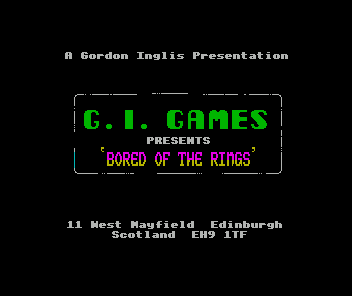 A Gordon Inglis Presentation
G.I. GAMES
PRESENTS
'BORED OF THE RINGS'
11 West Mayfield Edinburgh
Scotland EH9 1TF